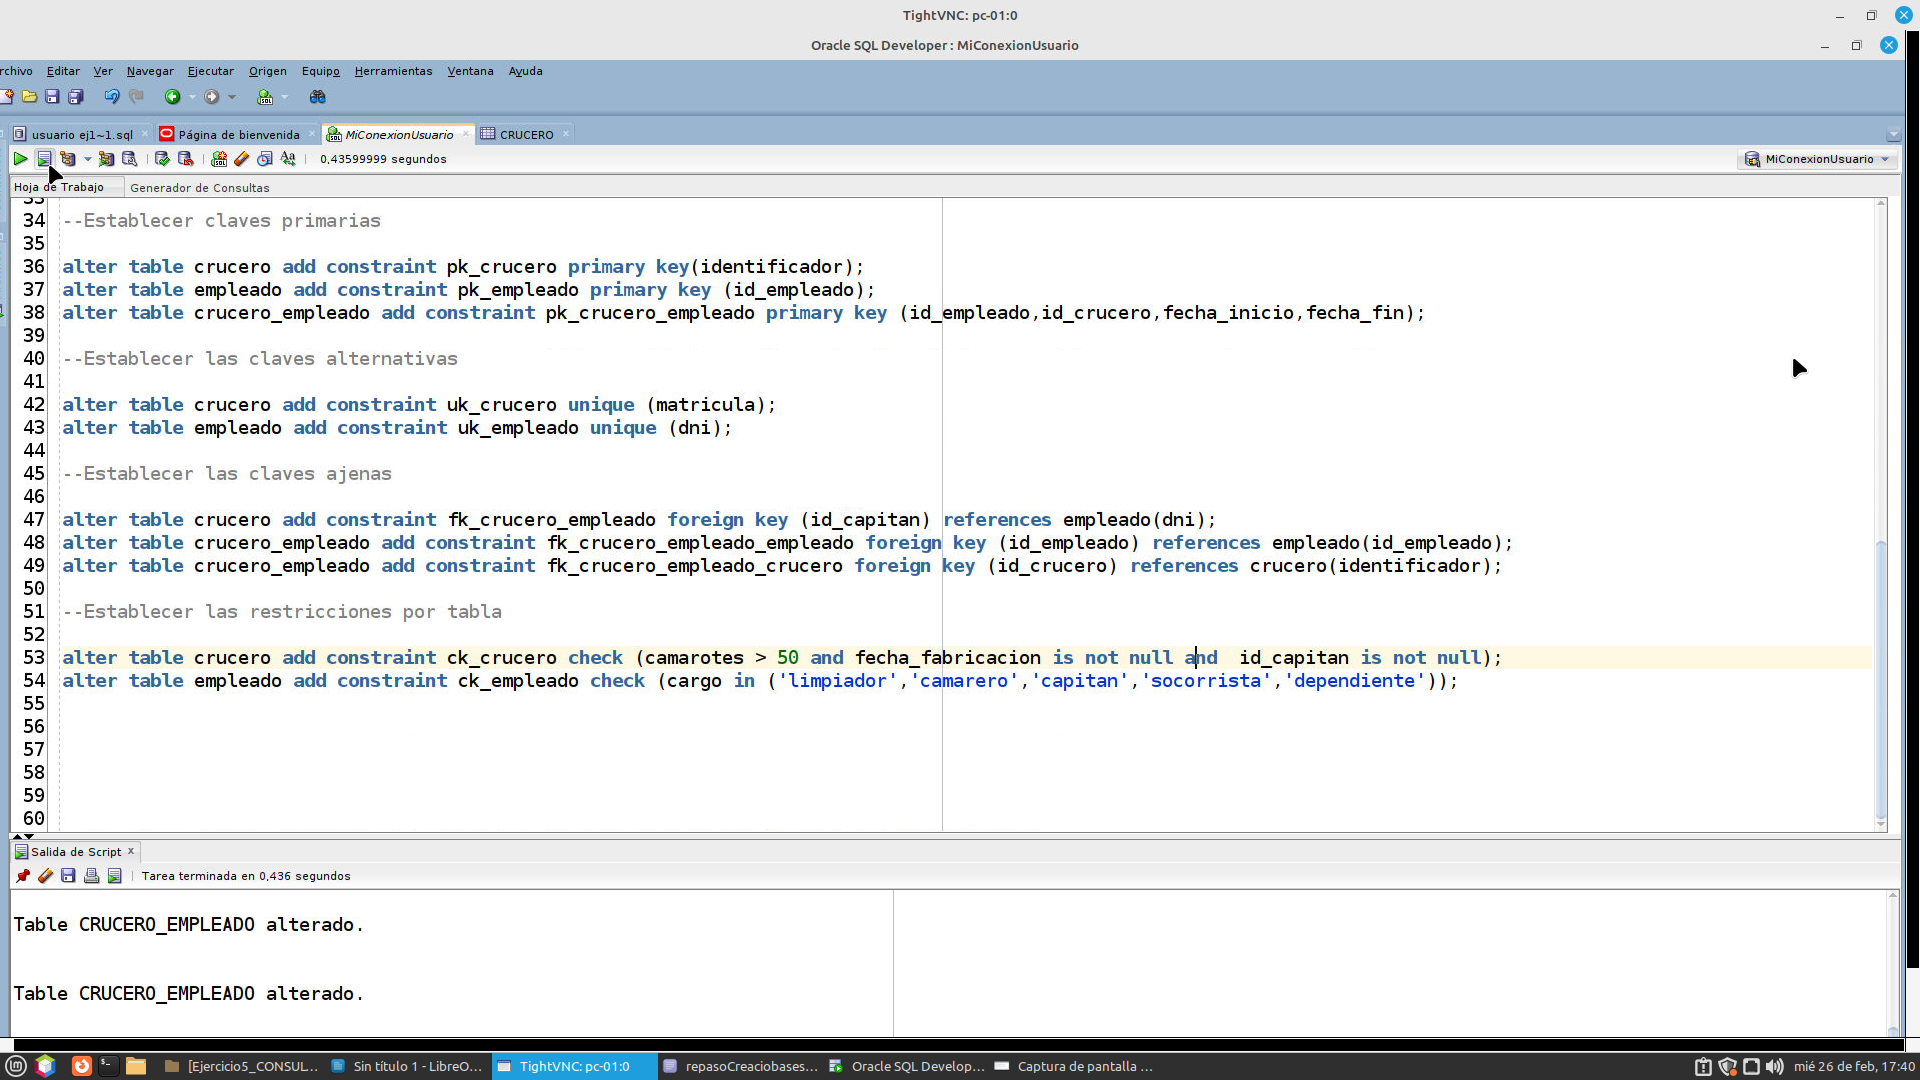 TightVNC: pc-01:0
Oracle SQL Developer : MiConexionUsuario
rchivo Editar Ver Navegar Ejecutar Origen Equipo Herramientas Ventana Ayuda
usuario ej1~1.sql Página de bienvenida MiConexionUsuario CRUCERO
0,43599999 segundos MiConexionUsuario
Hoja de Trabajo Generador de Consultas
33
34 --Establecer claves primarias
35
36 alter table crucero add constraint pk_crucero primary key(identificador);
37 alter table empleado add constraint pk_empleado primary key (id_empleado);
38 alter table crucero_empleado add constraint pk_crucero_empleado primary key (id_empleado,id_crucero,fecha_inicio,fecha_fin);
39
40 --Establecer las claves alternativas
41
42 alter table crucero add constraint uk_crucero unique (matricula);
43 alter table empleado add constraint uk_empleado unique (dni);
44
45 --Establecer las claves ajenas
46
47 alter table crucero add constraint fk_crucero_empleado foreign key (id_capitan) references empleado(dni);
48 alter table crucero_empleado add constraint fk_crucero_empleado_empleado foreign key (id_empleado) references empleado(id_empleado);
49 alter table crucero_empleado add constraint fk_crucero_empleado_crucero foreign key (id_crucero) references crucero(identificador);
50
51 --Establecer las restricciones por tabla
52
53 alter table crucero add constraint ck_crucero check (camarotes > 50 and fecha_fabricacion is not null and  id_capitan is not null);
54 alter table empleado add constraint ck_empleado check (cargo in ('limpiador','camarero','capitan','socorrista','dependiente'));
55
56
57
58
59
60
Salida de Script
Tarea terminada en 0,436 segundos
Table CRUCERO_EMPLEADO alterado.
Table CRUCERO_EMPLEADO alterado.
[Ejercicio5_CONSUL... Sin título 1 - LibreO... TightVNC: pc-01:0 repasoCreaciobases... Oracle SQL Develop... Captura de pantalla ... mié 26 de feb, 17:40